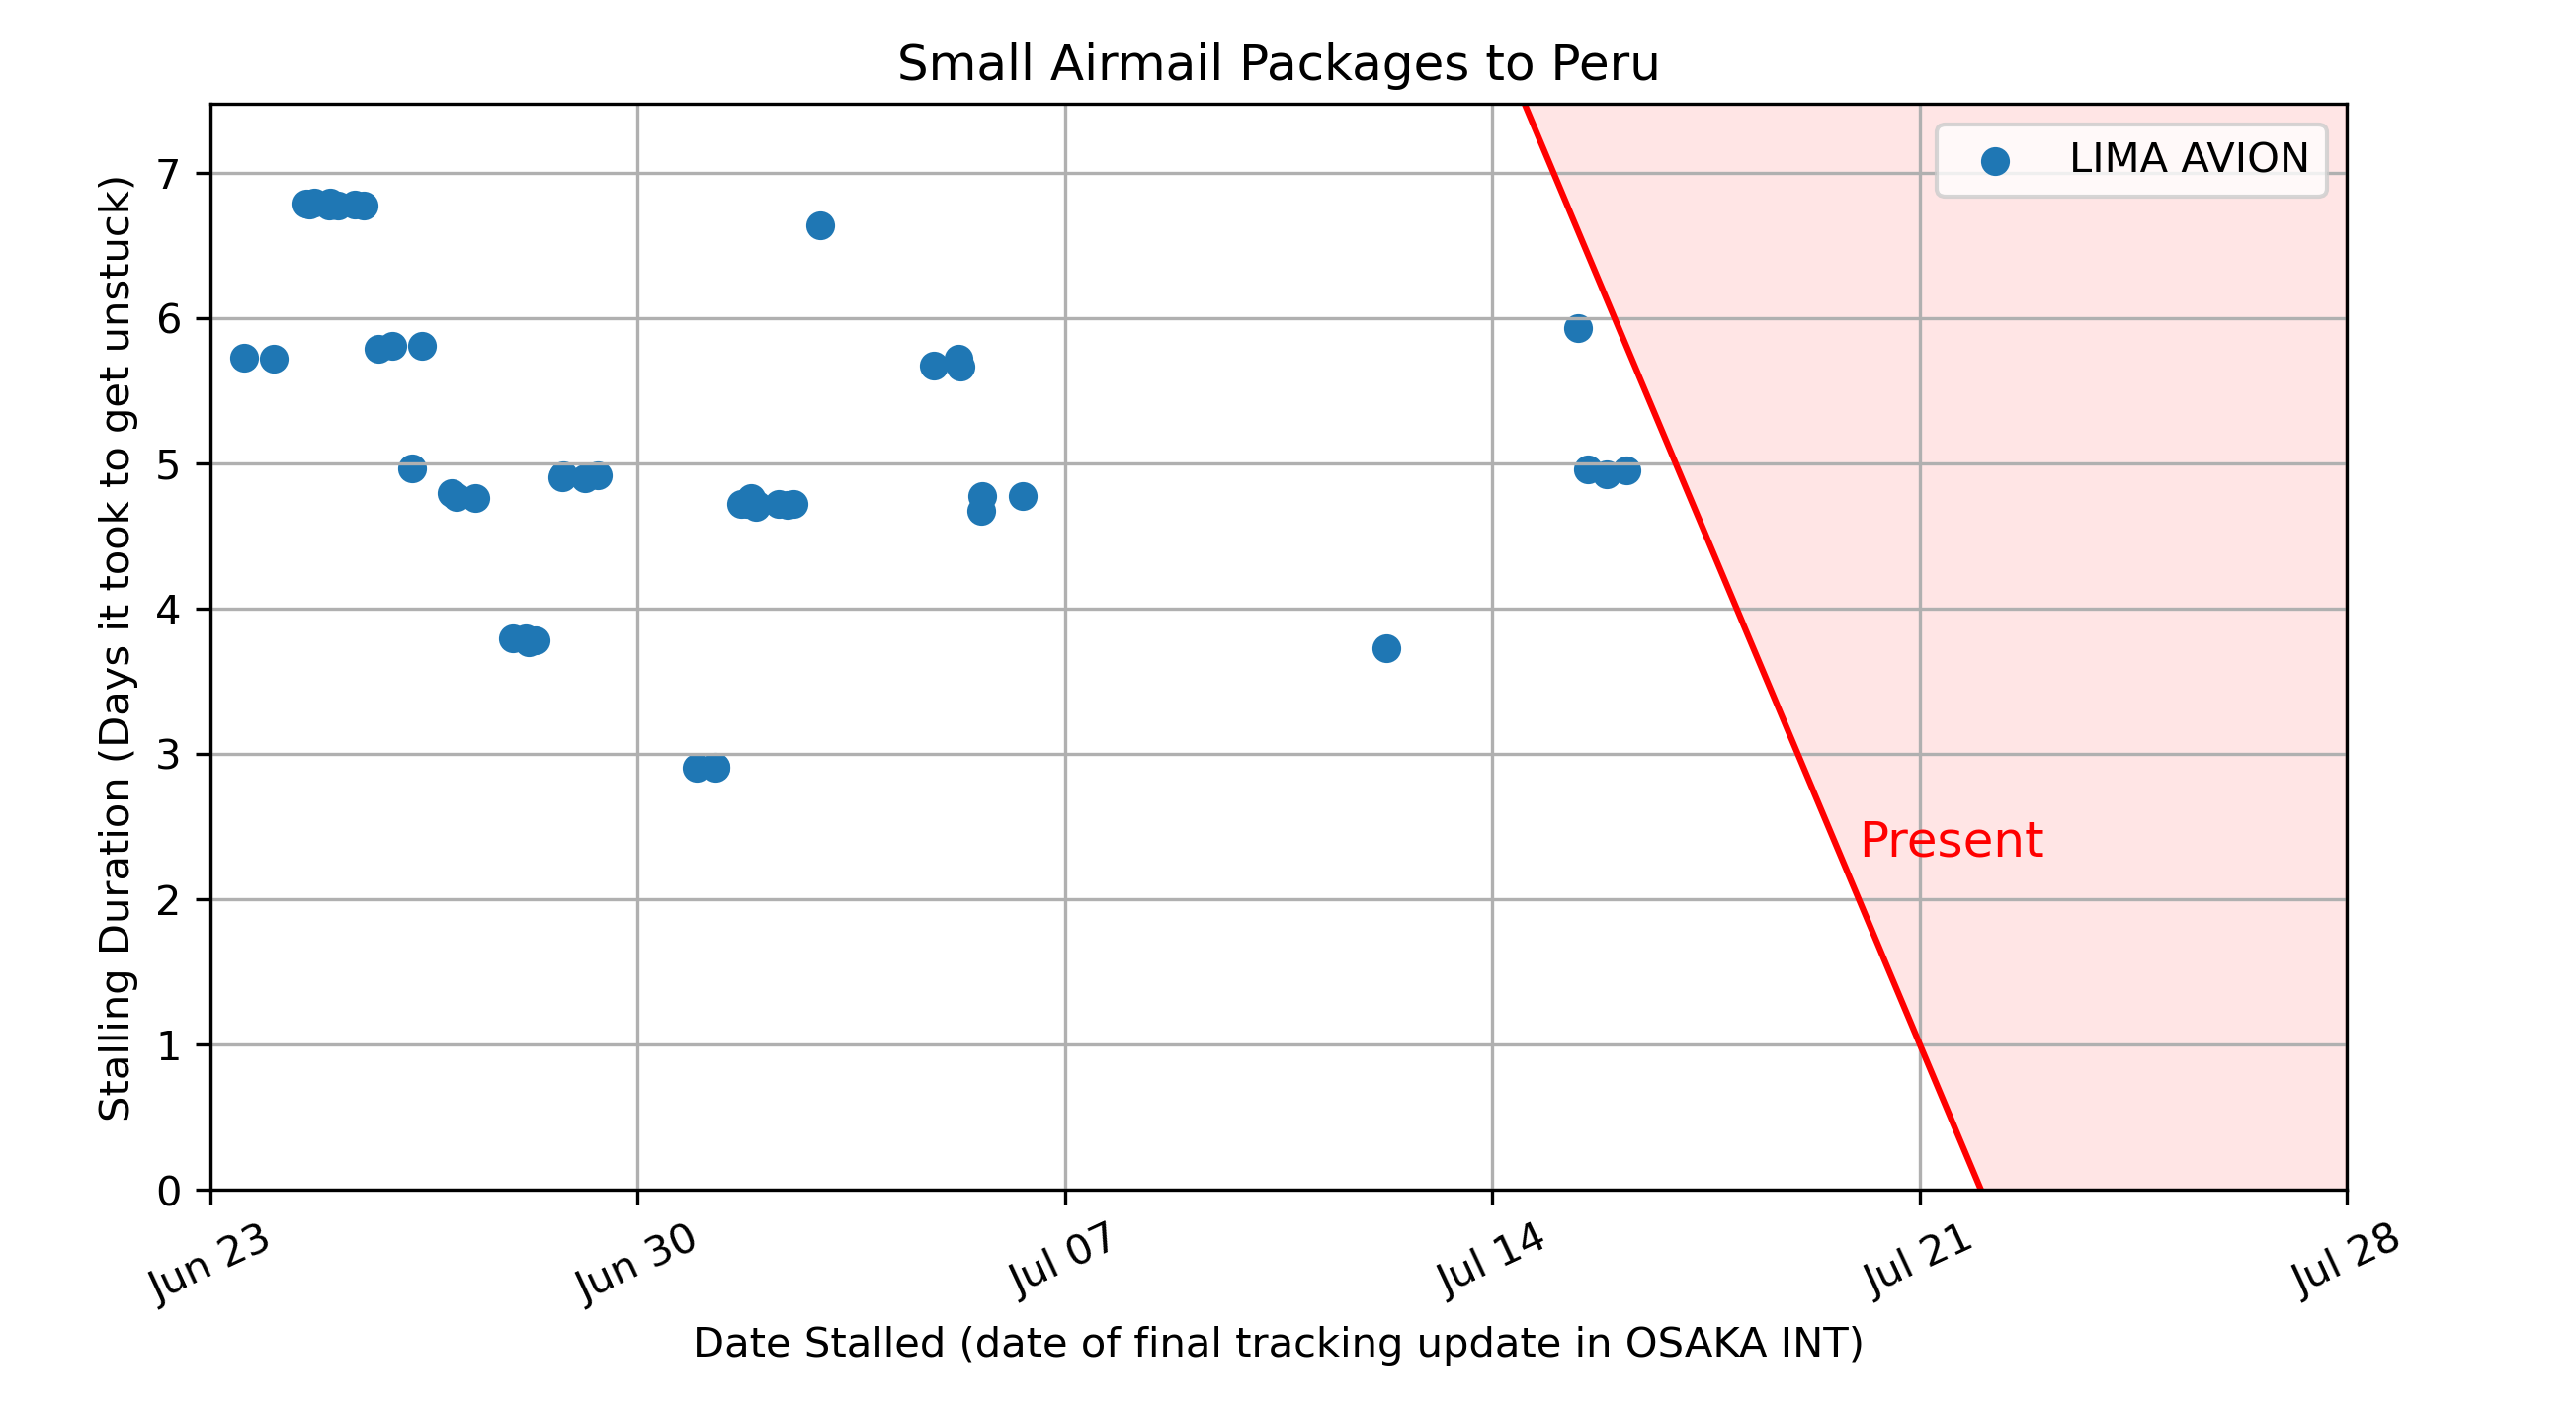 Small Airmail Packages to Peru
LIMA AVION
Stalling Duration (Days it took to get unstuck)
7
6
5
4
3
2
1
0
Present
Jun 23
Jun 30
Jul 07
Jul 14
Jul 21
Jul 28
Date Stalled (date of final tracking update in OSAKA INT)